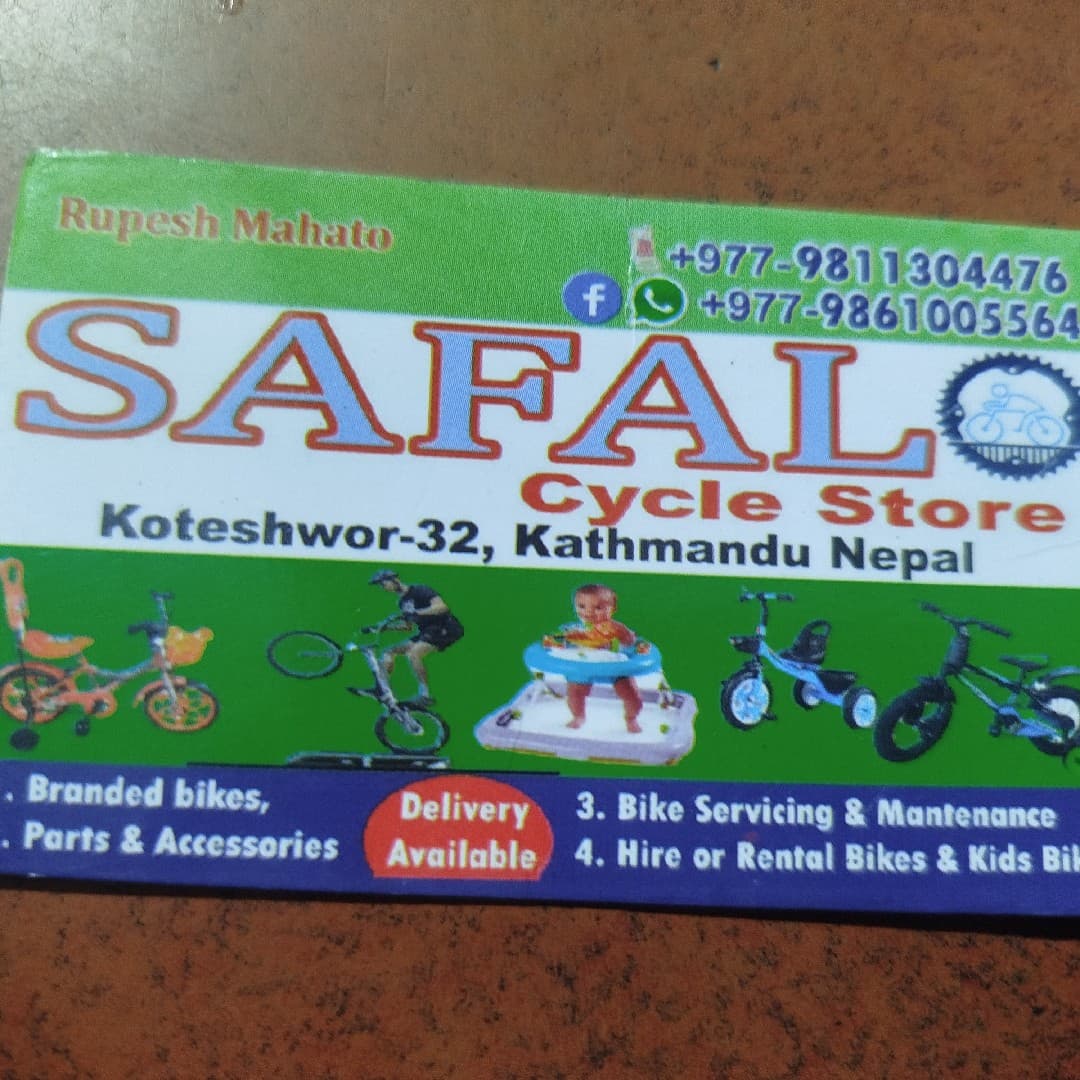 Rupesh Mahato
+977-9811304476
+977-9861005564
SAFAL
Cycle Store
Koteshwor-32, Kathmandu Nepal
. Branded bikes,
. Parts & Accessories
Delivery
Available
3. Bike Servicing & Mantenance
4. Hire or Rental Bikes & Kids